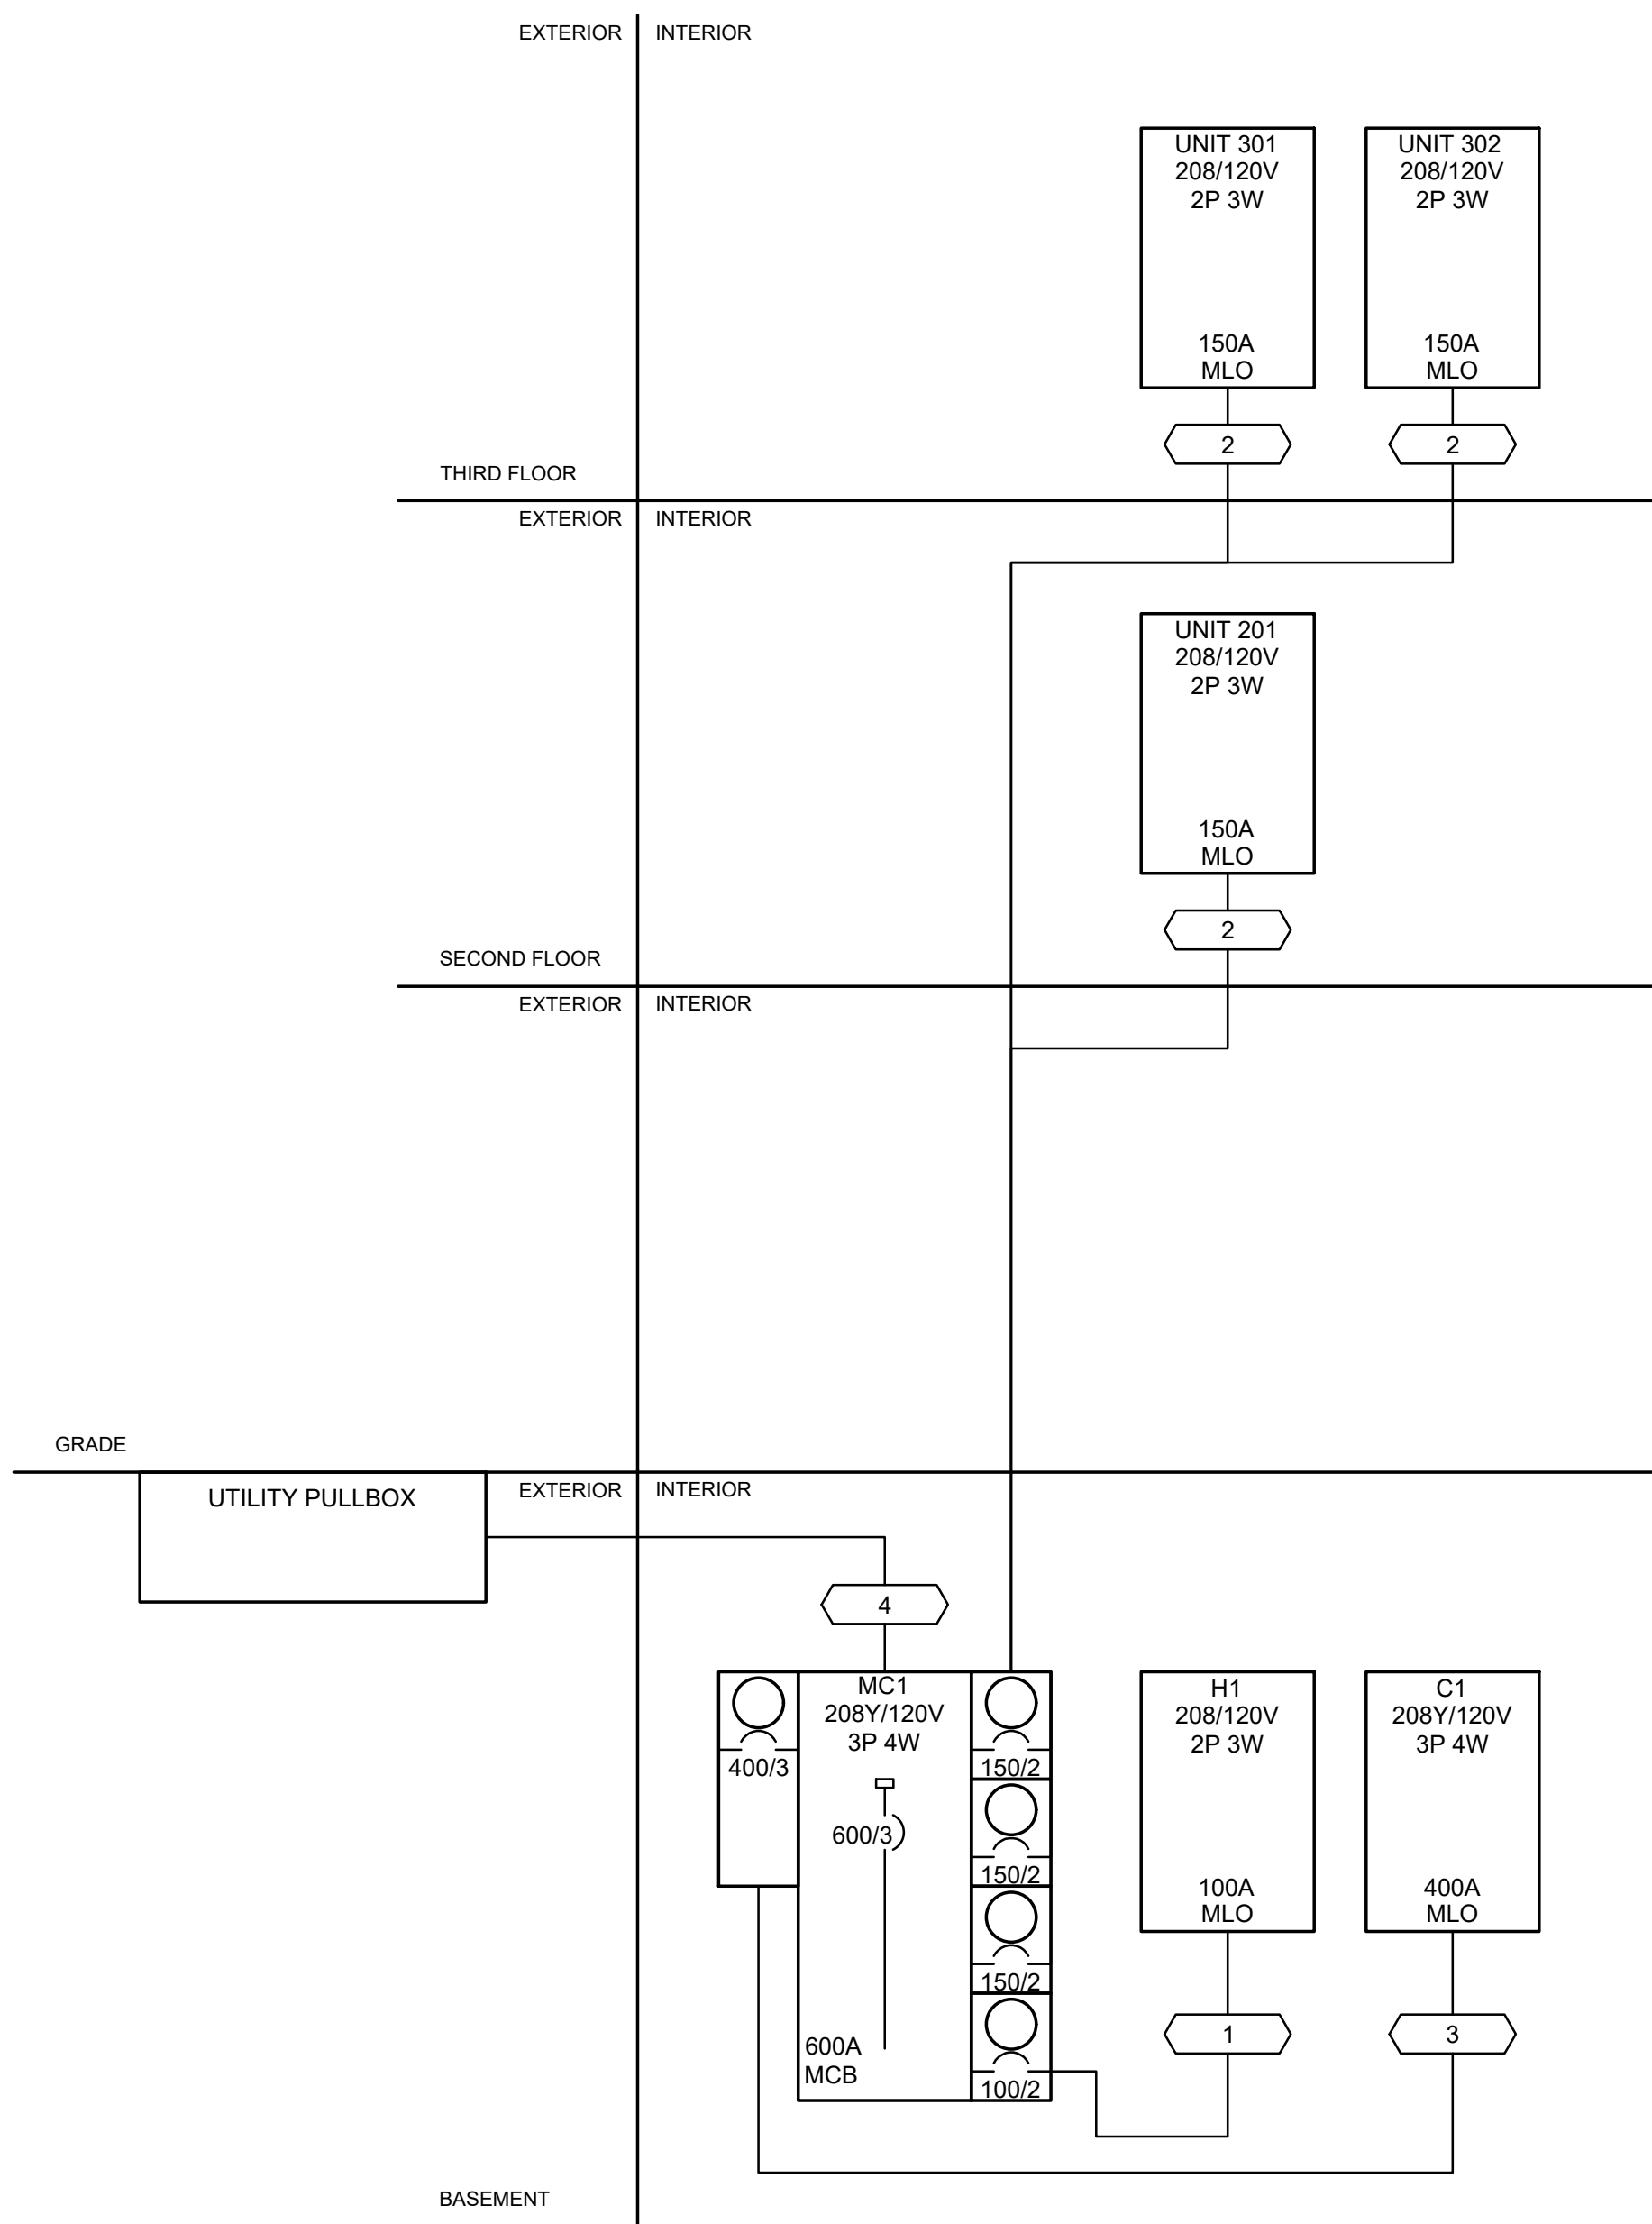 EXTERIOR
INTERIOR
UNIT 301
208/120V
2P 3W
150A
MLO
2
UNIT 302
208/120V
2P 3W
150A
MLO
2
THIRD FLOOR
EXTERIOR
INTERIOR
UNIT 201
208/120V
2P 3W
150A
MLO
2
SECOND FLOOR
EXTERIOR
INTERIOR
GRADE
UTILITY PULLBOX
EXTERIOR
INTERIOR
4
400/3
MC1
208Y/120V
3P 4W
600/3
600A
MCB
150/2
150/2
150/2
100/2
H1
208/120V
2P 3W
100A
MLO
1
C1
208Y/120V
3P 4W
400A
MLO
3
BASEMENT